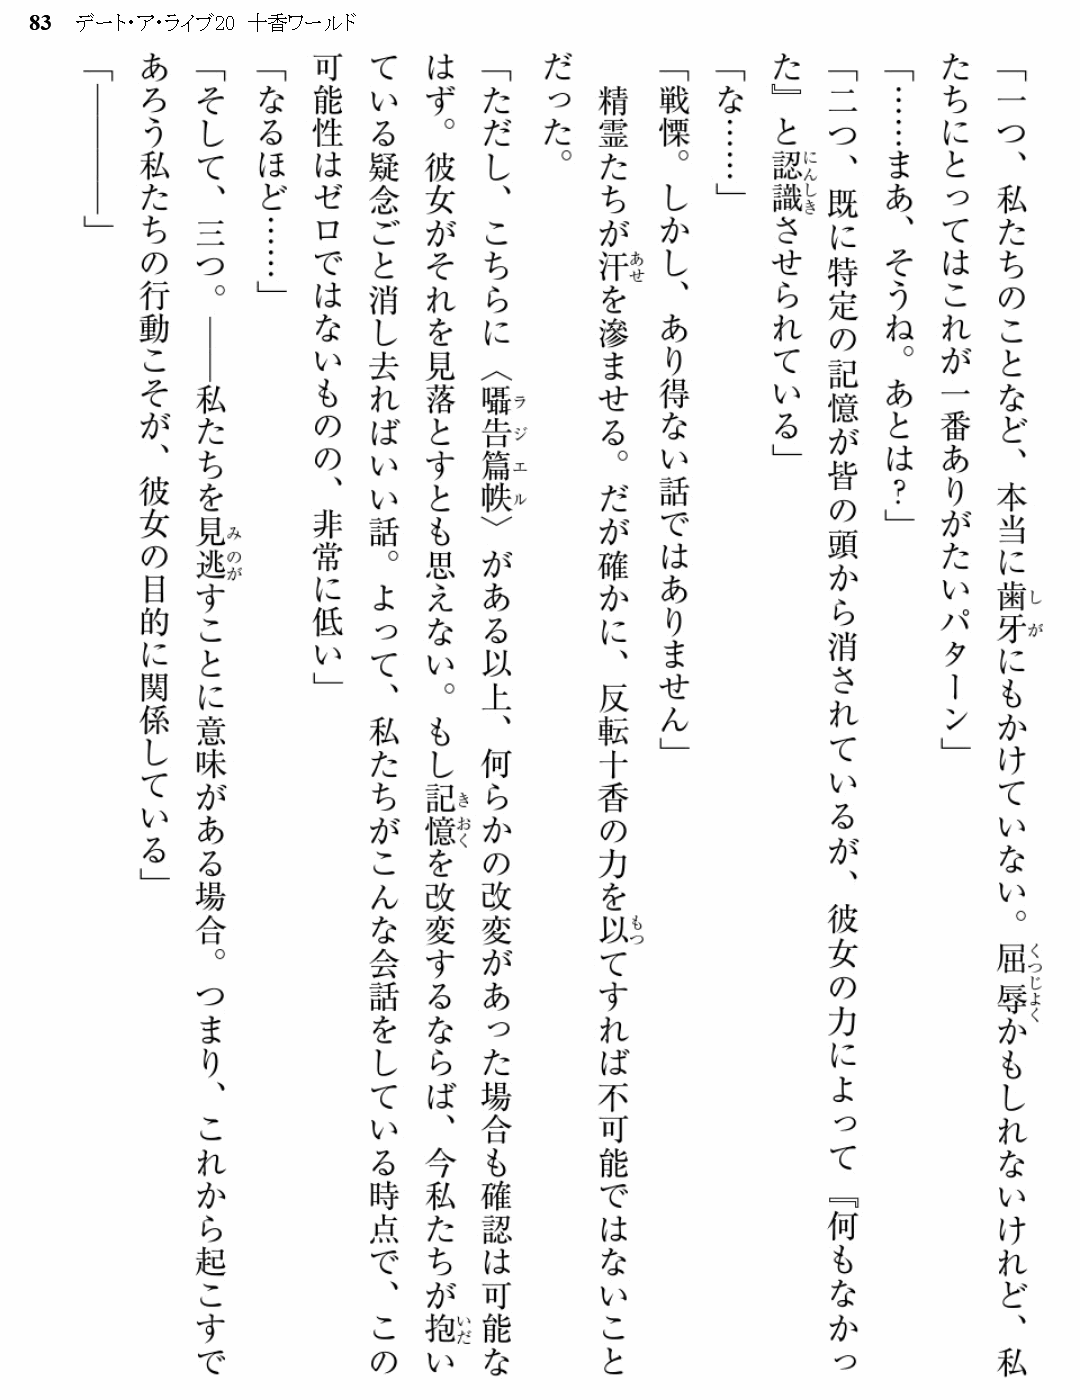 83 デート・ア・ライブ20 十香ワールド
「一つ、私たちのことなど、本当に歯牙にもかけていない。屈辱かもしれないけれど、私
たちにとってはこれが一番ありがたいパターン」
「……まあ、そうね。あとは？」
「二つ、既に特定の記憶が皆の頭から消されているが、彼女の力によって『何もなかっ
た』と認識させられている」
「な……」
「戦慄。しかし、あり得ない話ではありません」
　精霊たちが汗を滲ませる。だが確かに、反転十香の力を以てすれば不可能ではないこと
だった。
「ただし、こちらに〈囁告篇帙〉がある以上、何らかの改変があった場合も確認は可能な
はず。彼女がそれを見落とすとも思えない。もし記憶を改変するならば、今私たちが抱い
ている疑念ごと消し去ればいい話。よって、私たちがこんな会話をしている時点で、この
可能性はゼロではないものの、非常に低い」
「なるほど……」
「そして、三つ。――私たちを見逃すことに意味がある場合。つまり、これから起こすで
あろう私たちの行動こそが、彼女の目的に関係している」
「――――」